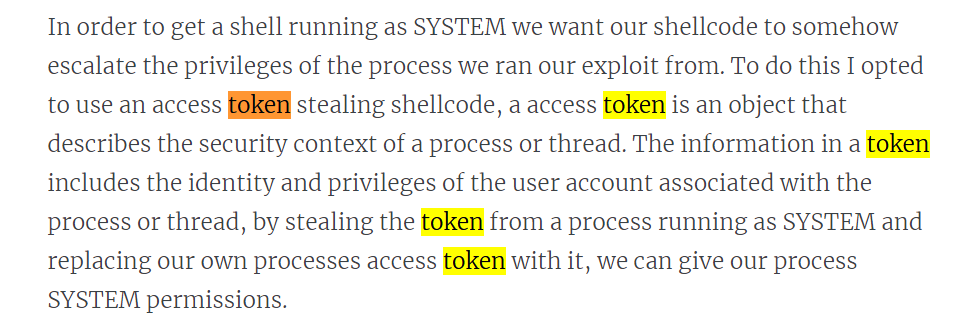 In order to get a shell running as SYSTEM we want our shellcode to somehow
escalate the privileges of the process we ran our exploit from. To do this I opted
to use an access token stealing shellcode, a access token is an object that
describes the security context of a process or thread. The information in a token
includes the identity and privileges of the user account associated with the
process or thread, by stealing the token from a process running as SYSTEM and
replacing our own processes access token with it, we can give our process
SYSTEM permissions.